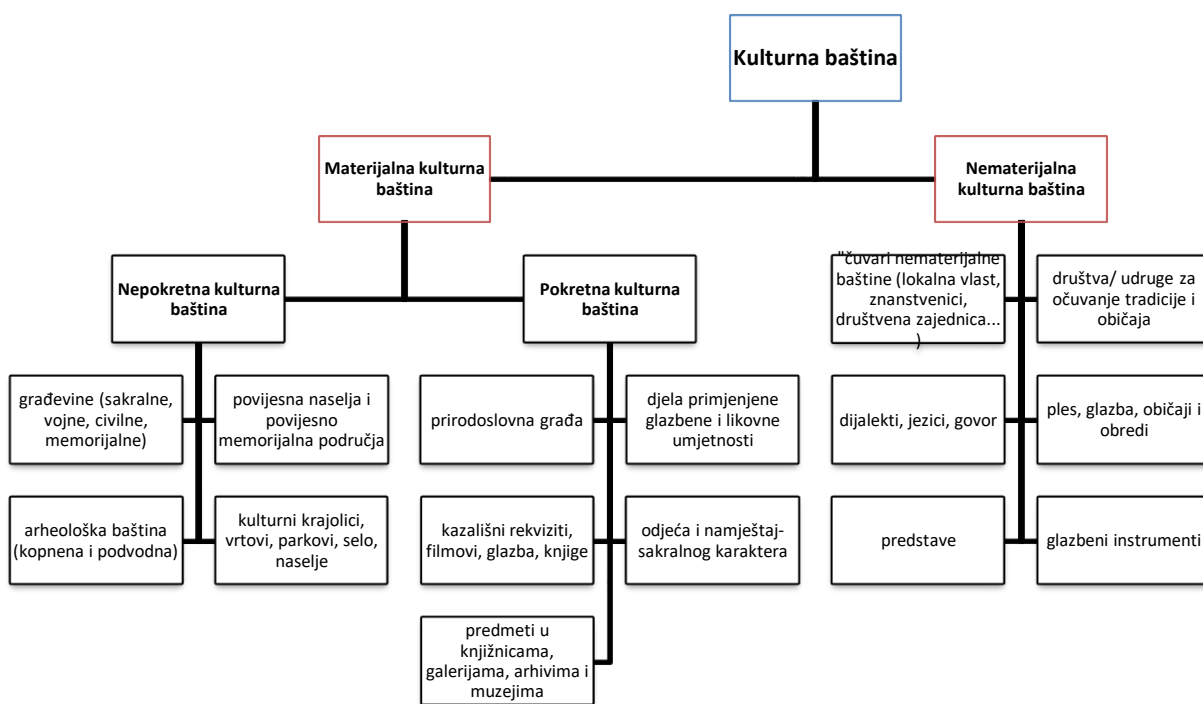 Kulturna baština
Materijalna kulturna
baština
Nematerijalna
kulturna baština
Nepokretna kulturna
baština
Pokretna kulturna
baština
"čuvari nematerijalne
baštine (lokalna vlast,
znanstvenici,
društvena zajednica...
)
društva/ udruge za
očuvanje tradicije i
običaja
građevine (sakralne,
vojne, civilne,
memorijalne)
povijesna naselja i
povijesno
memorijalna područja
prirodoslovna građa
djela primjenjene
glazbene i likovne
umjetnosti
dijalekti, jezici, govor
ples, glazba, običaji i
obredi
arheološka baština
(kopnena i podvodna)
kulturni krajolici,
vrtovi, parkovi, selo,
naselje
kazališni rekviziti,
filmovi, glazba, knjige
odjeća i namještaj-
sakralnog karaktera
predstave
glazbeni instrumenti
predmeti u
knjižnicama,
galerijama, arhivima i
muzejima